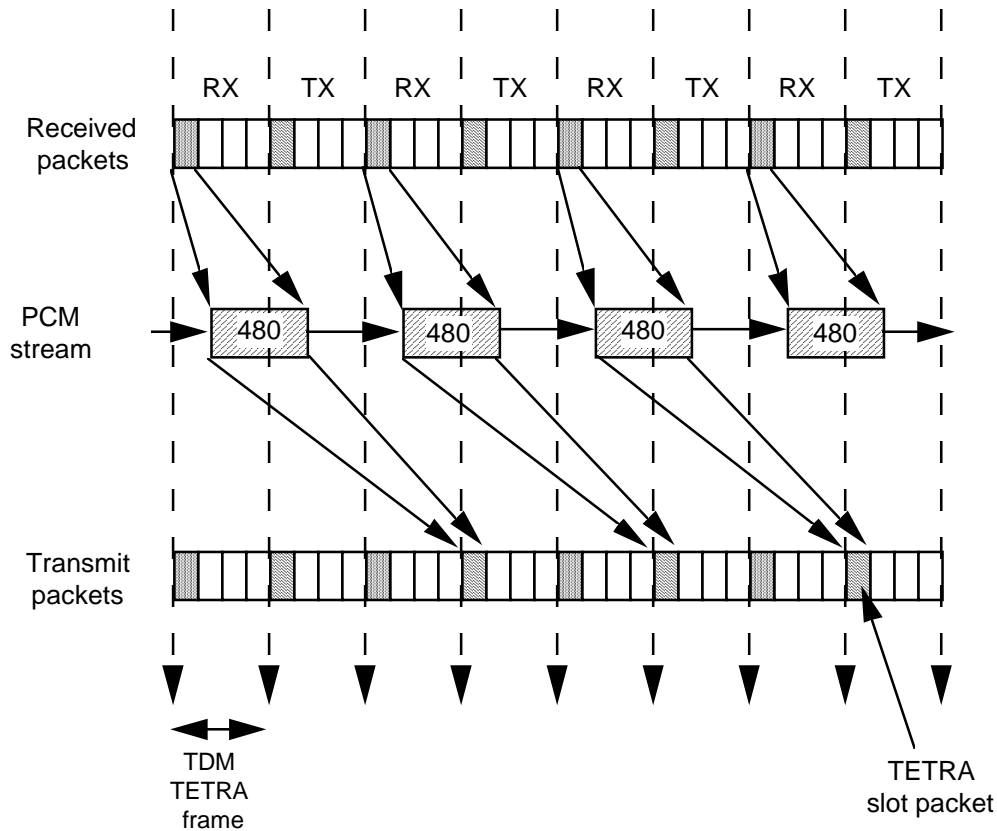 RX TX RX TX RX TX RX TX
Received
packets
PCM
stream
480 480 480 480
Transmit
packets
TDM
TETRA
frame
TETRA
slot packet